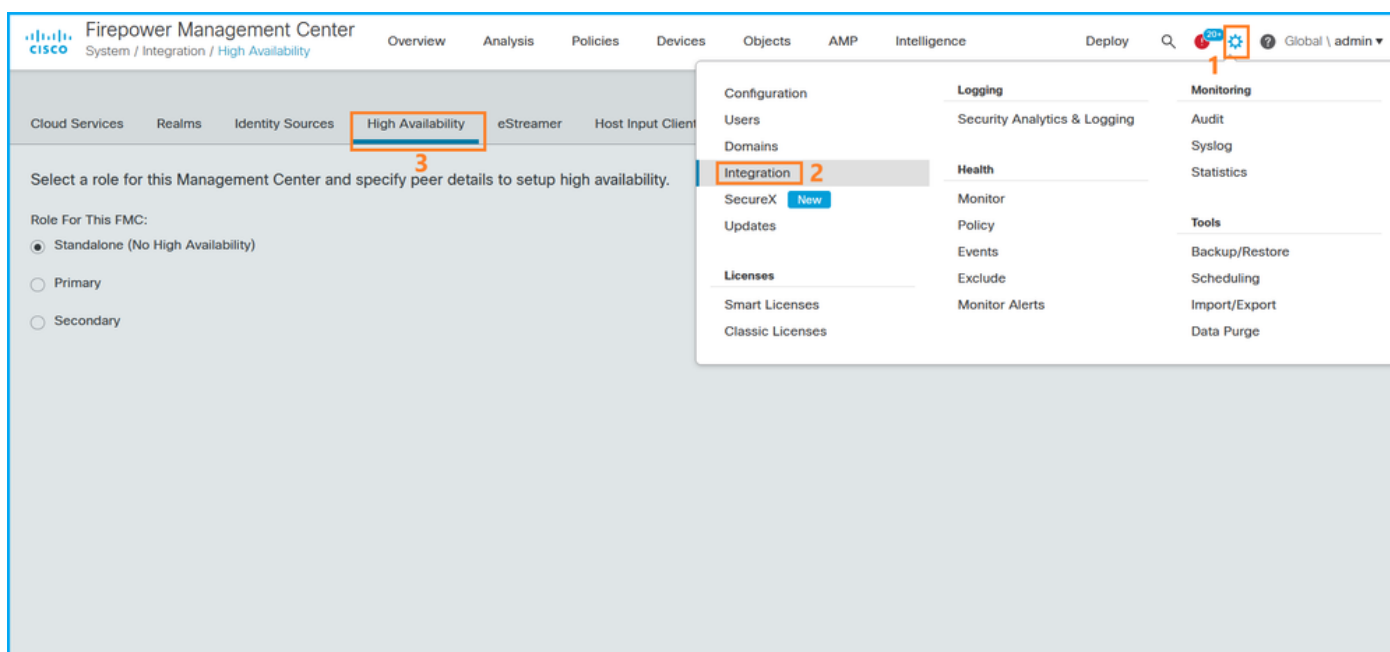 CISCO
Firepower Management Center
System / Integration / High Availability
Overview Analysis Policies Devices Objects AMP Intelligence Deploy 20+ Global \ admin
1
Cloud Services Realms Identity Sources High Availability eStreamer Host Input Client
3
Select a role for this Management Center and specify peer details to setup high availability.
Role For This FMC:
Standalone (No High Availability)
Primary
Secondary
Configuration
Users
Domains
Integration 2
SecureX New
Updates
Licenses
Smart Licenses
Classic Licenses
Logging
Security Analytics & Logging
Health
Monitor
Policy
Events
Exclude
Monitor Alerts
Monitoring
Audit
Syslog
Statistics
Tools
Backup/Restore
Scheduling
Import/Export
Data Purge